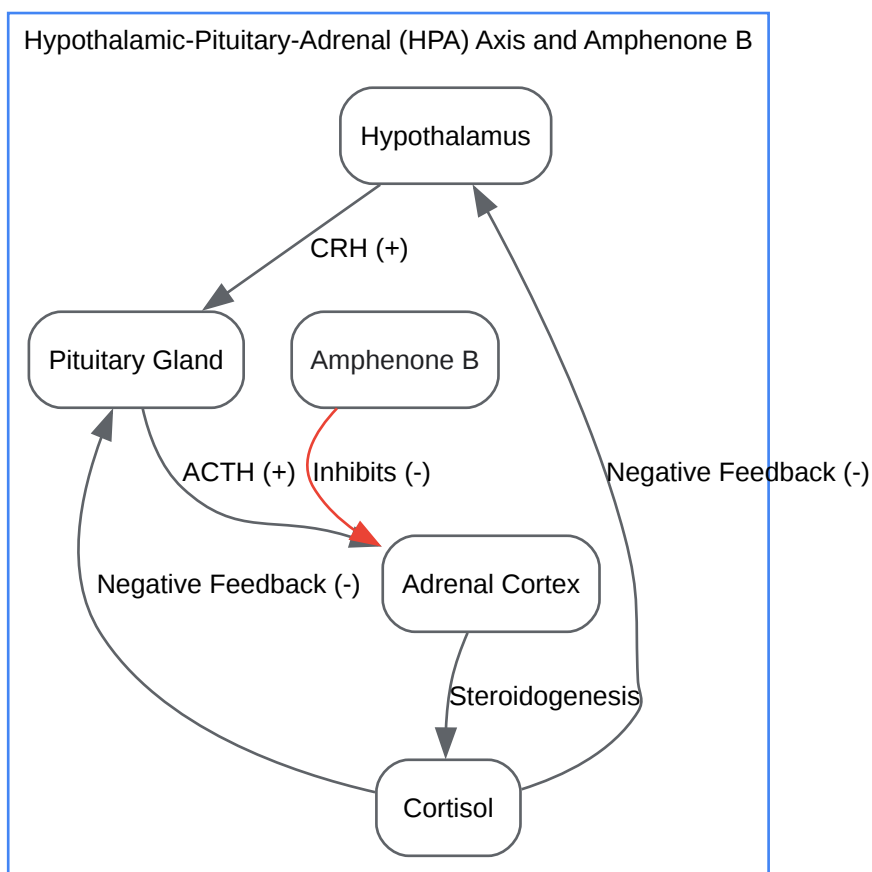 Hypothalamic-Pituitary-Adrenal (HPA) Axis and Amphenone B
Hypothalamus
CRH (+)
Pituitary Gland
Amphenone B
ACTH (+)
Inhibits (-)
Negative Feedback (-)
Negative Feedback (-)
Adrenal Cortex
Steroidogenesis
Cortisol